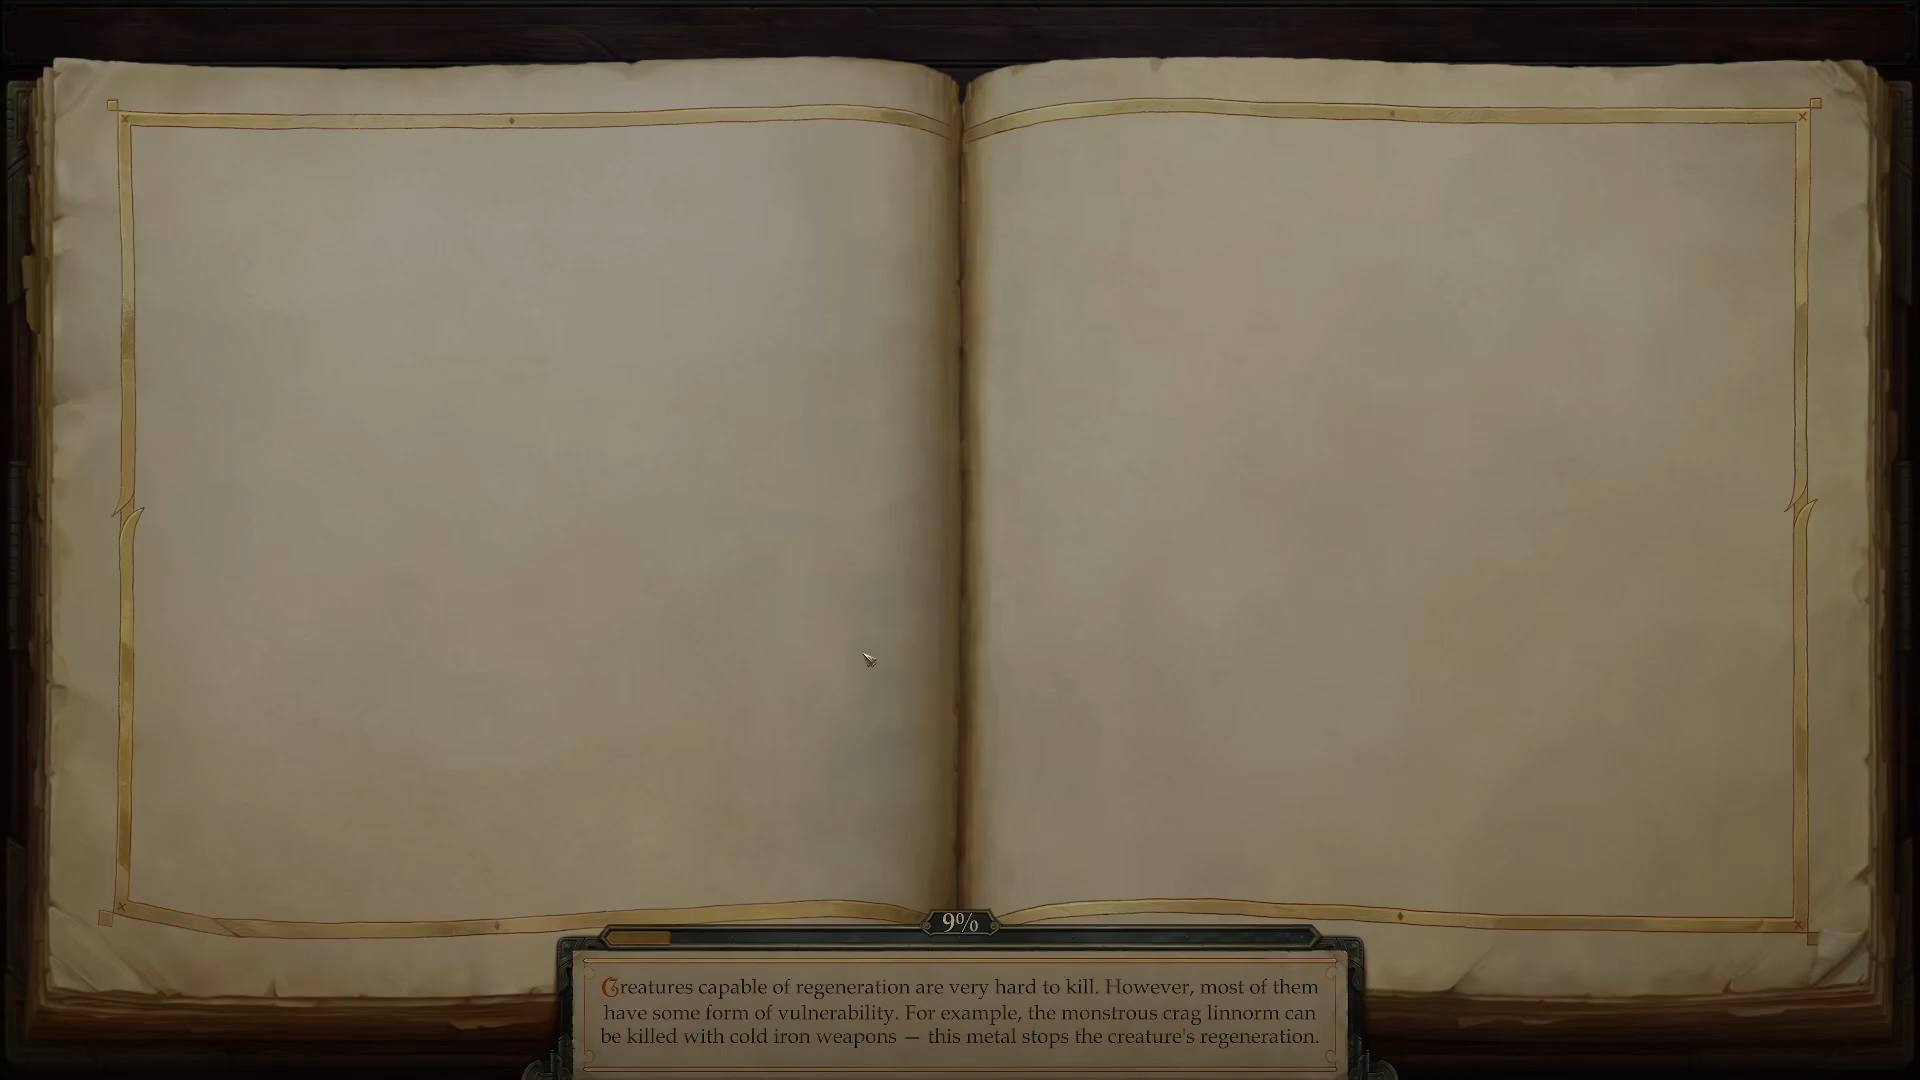 9%
Creatures capable of regeneration are very hard to kill. However, most of them
have some form of vulnerability. For example, the monstrous crag linnorm can
be killed with cold iron weapons — this metal stops the creature's regeneration.